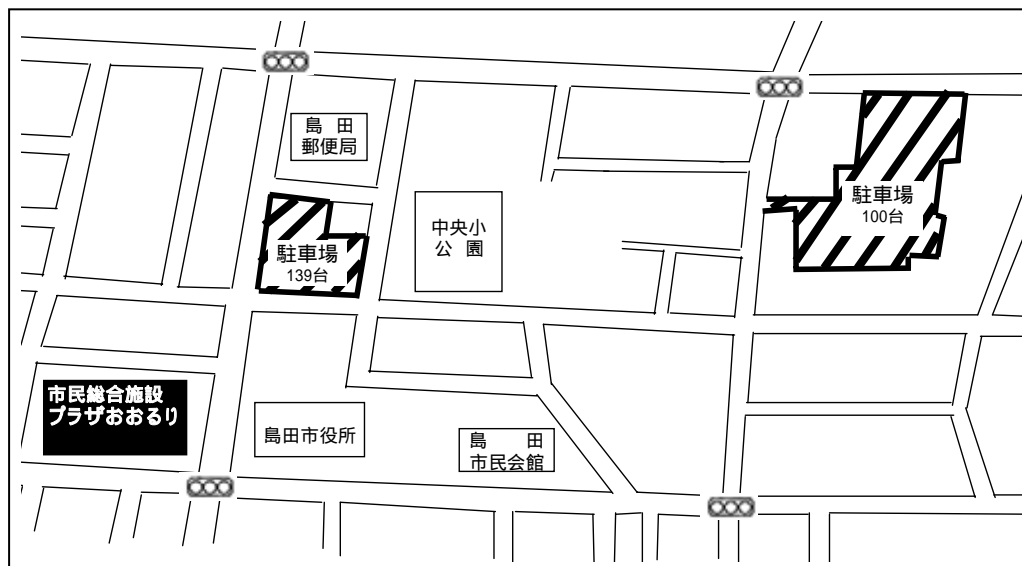 島 田
郵便局
駐車場
100台
中央小
公 園
駐車場
139台
市民総合施設
プラザおおるり
島田市役所
島 田
市民会館